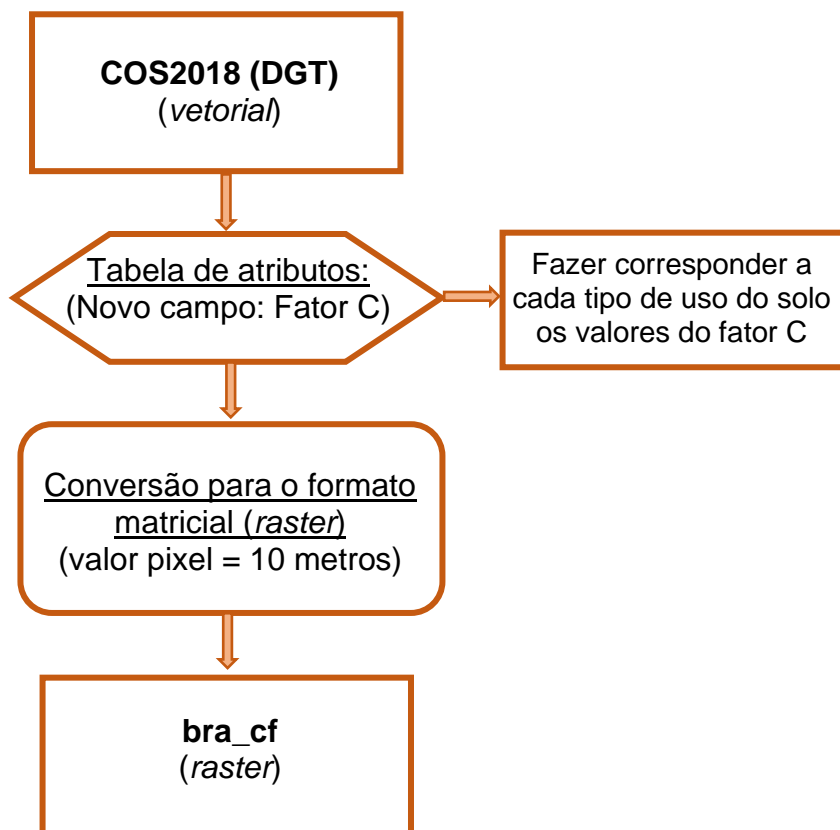 COS2018 (DGT)
(vetorial)
Tabela de atributos:
(Novo campo: Fator C)
Fazer corresponder a
cada tipo de uso do solo
os valores do fator C
Conversão para o formato
matricial (raster)
(valor pixel = 10 metros)
bra_cf
(raster)